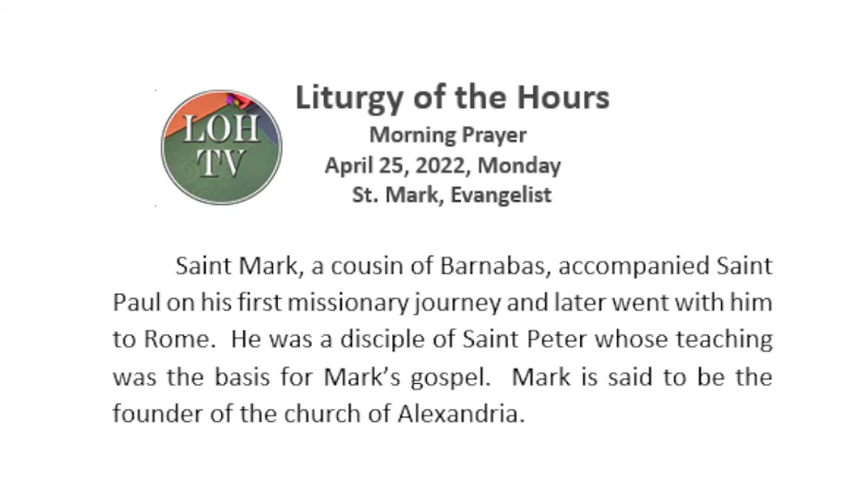 LOH
TV
Liturgy of the Hours
Morning Prayer
April 25, 2022, Monday
St. Mark, Evangelist
Saint Mark, a cousin of Barnabas, accompanied Saint
Paul on his first missionary journey and later went with him
to Rome.  He was a disciple of Saint Peter whose teaching
was the basis for Mark's gospel.  Mark is said to be the
founder of the church of Alexandria.